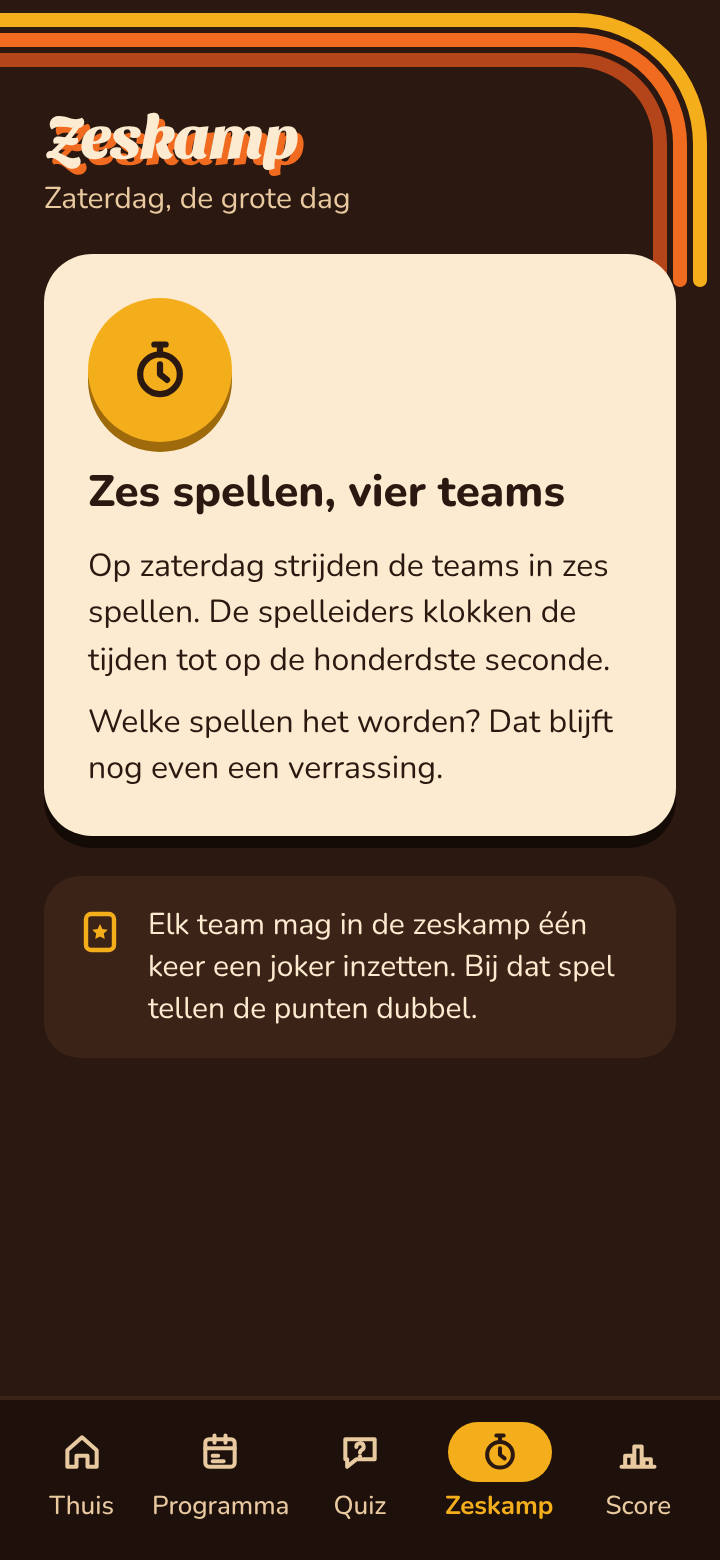 Zeskamp
Zaterdag, de grote dag
Zes spellen, vier teams
Op zaterdag strijden de teams in zes
spellen. De spelleiders klokken de
tijden tot op de honderdste seconde.
Welke spellen het worden? Dat blijft
nog even een verrassing.
Elk team mag in de zeskamp één
keer een joker inzetten. Bij dat spel
tellen de punten dubbel.
Thuis
Programma
Quiz
Zeskamp
Score